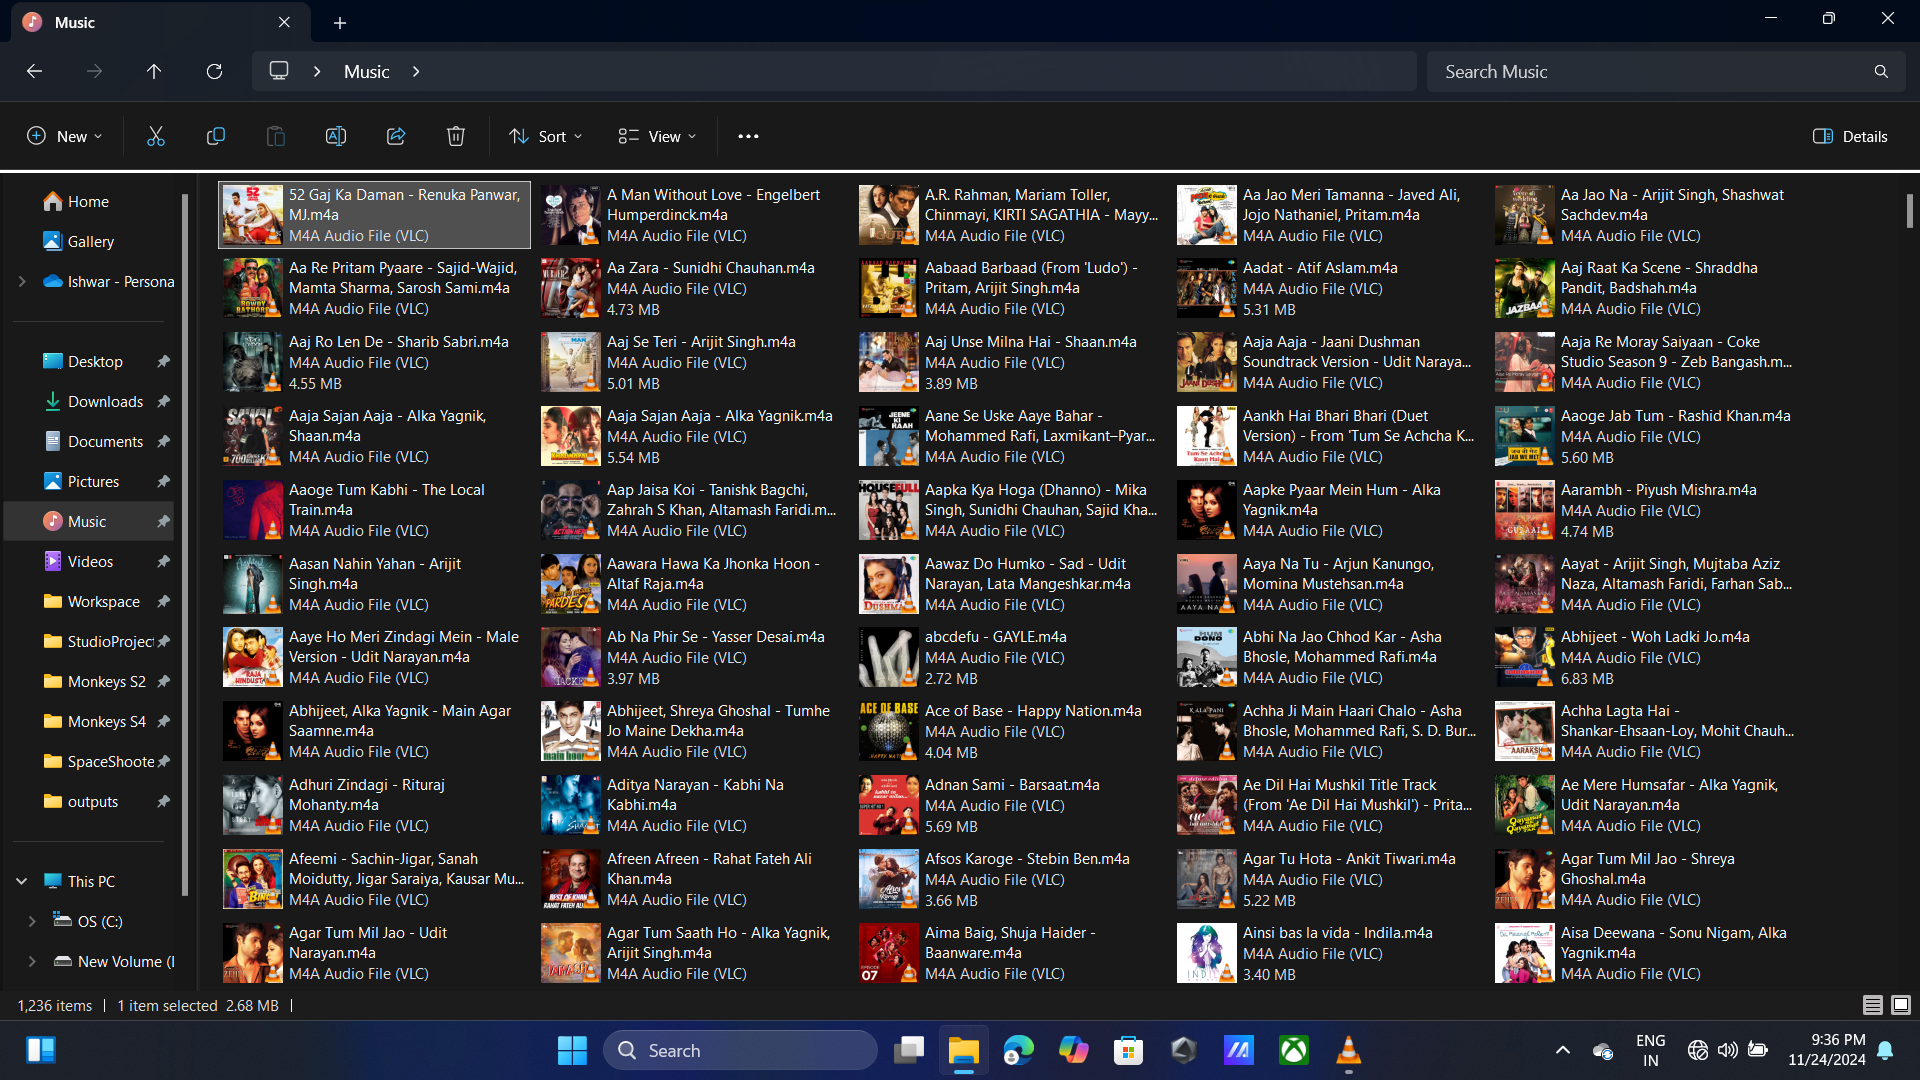 Music
Music
Search Music
New
Sort
View
Details
Home
Gallery
Ishwar - Persona
Desktop
Downloads
Documents
Pictures
Music
Videos
Workspace
StudioProject
Monkeys S2
Monkeys S4
SpaceShoote
outputs
This PC
OS (C:)
New Volume (I
52 Gaj Ka Daman - Renuka Panwar,
MJ.m4a
M4A Audio File (VLC)
A Man Without Love - Engelbert
Humperdinck.m4a
M4A Audio File (VLC)
A.R. Rahman, Mariam Toller,
Chinmayi, KIRTI SAGATHIA - Mayy...
M4A Audio File (VLC)
Aa Jao Meri Tamanna - Javed Ali,
Jojo Nathaniel, Pritam.m4a
M4A Audio File (VLC)
Aa Jao Na - Arijit Singh, Shashwat
Sachdev.m4a
M4A Audio File (VLC)
Aa Re Pritam Pyaare - Sajid-Wajid,
Mamta Sharma, Sarosh Sami.m4a
M4A Audio File (VLC)
Aa Zara - Sunidhi Chauhan.m4a
M4A Audio File (VLC)
4.73 MB
Aabaad Barbaad (From 'Ludo') -
Pritam, Arijit Singh.m4a
M4A Audio File (VLC)
Aadat - Atif Aslam.m4a
M4A Audio File (VLC)
5.31 MB
Aaj Raat Ka Scene - Shraddha
Pandit, Badshah.m4a
M4A Audio File (VLC)
Aaj Ro Len De - Sharib Sabri.m4a
M4A Audio File (VLC)
4.55 MB
Aaj Se Teri - Arijit Singh.m4a
M4A Audio File (VLC)
5.01 MB
Aaj Unse Milna Hai - Shaan.m4a
M4A Audio File (VLC)
3.89 MB
Aaja Aaja - Jaani Dushman
Soundtrack Version - Udit Naraya...
M4A Audio File (VLC)
Aaja Re Moray Saiyaan - Coke
Studio Season 9 - Zeb Bangash.m...
M4A Audio File (VLC)
Aaja Sajan Aaja - Alka Yagnik,
Shaan.m4a
M4A Audio File (VLC)
Aaja Sajan Aaja - Alka Yagnik.m4a
M4A Audio File (VLC)
5.54 MB
Aane Se Uske Aaye Bahar -
Mohammed Rafi, Laxmikant–Pyar...
M4A Audio File (VLC)
Aankh Hai Bhari Bhari (Duet
Version) - From 'Tum Se Achcha K...
M4A Audio File (VLC)
Aaoge Jab Tum - Rashid Khan.m4a
M4A Audio File (VLC)
5.60 MB
Aaoge Tum Kabhi - The Local
Train.m4a
M4A Audio File (VLC)
Aap Jaisa Koi - Tanishk Bagchi,
Zahrah S Khan, Altamash Faridi.m...
M4A Audio File (VLC)
Aapka Kya Hoga (Dhanno) - Mika
Singh, Sunidhi Chauhan, Sajid Kha...
M4A Audio File (VLC)
Aapke Pyaar Mein Hum - Alka
Yagnik.m4a
M4A Audio File (VLC)
Aarambh - Piyush Mishra.m4a
M4A Audio File (VLC)
4.74 MB
Aasan Nahin Yahan - Arijit
Singh.m4a
M4A Audio File (VLC)
Aawara Hawa Ka Jhonka Hoon -
Altaf Raja.m4a
M4A Audio File (VLC)
Aawaz Do Humko - Sad - Udit
Narayan, Lata Mangeshkar.m4a
M4A Audio File (VLC)
Aaya Na Tu - Arjun Kanungo,
Momina Mustehsan.m4a
M4A Audio File (VLC)
Aayat - Arijit Singh, Mujtaba Aziz
Naza, Altamash Faridi, Farhan Sab...
M4A Audio File (VLC)
Aaye Ho Meri Zindagi Mein - Male
Version - Udit Narayan.m4a
M4A Audio File (VLC)
Ab Na Phir Se - Yasser Desai.m4a
M4A Audio File (VLC)
3.97 MB
abcdefu - GAYLE.m4a
M4A Audio File (VLC)
2.72 MB
Abhi Na Jao Chhod Kar - Asha
Bhosle, Mohammed Rafi.m4a
M4A Audio File (VLC)
Abhijeet - Woh Ladki Jo.m4a
M4A Audio File (VLC)
6.83 MB
Abhijeet, Alka Yagnik - Main Agar
Saamne.m4a
M4A Audio File (VLC)
Abhijeet, Shreya Ghoshal - Tumhe
Jo Maine Dekha.m4a
M4A Audio File (VLC)
Ace of Base - Happy Nation.m4a
M4A Audio File (VLC)
4.04 MB
Achha Ji Main Haari Chalo - Asha
Bhosle, Mohammed Rafi, S. D. Bur...
M4A Audio File (VLC)
Achha Lagta Hai -
Shankar-Ehsaan-Loy, Mohit Chauh...
M4A Audio File (VLC)
Adhuri Zindagi - Rituraj
Mohanty.m4a
M4A Audio File (VLC)
Aditya Narayan - Kabhi Na
Kabhi.m4a
M4A Audio File (VLC)
Adnan Sami - Barsaat.m4a
M4A Audio File (VLC)
5.69 MB
Ae Dil Hai Mushkil Title Track
(From 'Ae Dil Hai Mushkil') - Prita...
M4A Audio File (VLC)
Ae Mere Humsafar - Alka Yagnik,
Udit Narayan.m4a
M4A Audio File (VLC)
Afeemi - Sachin-Jigar, Sanah
Moidutty, Jigar Saraiya, Kausar Mu...
M4A Audio File (VLC)
Afreen Afreen - Rahat Fateh Ali
Khan.m4a
M4A Audio File (VLC)
Afsos Karoge - Stebin Ben.m4a
M4A Audio File (VLC)
3.66 MB
Agar Tu Hota - Ankit Tiwari.m4a
M4A Audio File (VLC)
5.22 MB
Agar Tum Mil Jao - Shreya
Ghoshal.m4a
M4A Audio File (VLC)
Agar Tum Mil Jao - Udit
Narayan.m4a
M4A Audio File (VLC)
Agar Tum Saath Ho - Alka Yagnik,
Arijit Singh.m4a
M4A Audio File (VLC)
Aima Baig, Shuja Haider -
Baanware.m4a
M4A Audio File (VLC)
Ainsi bas la vida - Indila.m4a
M4A Audio File (VLC)
3.40 MB
Aisa Deewana - Sonu Nigam, Alka
Yagnik.m4a
M4A Audio File (VLC)
1,236 items
1 item selected 2.68 MB
Search
ENG
IN
9:36 PM
11/24/2024